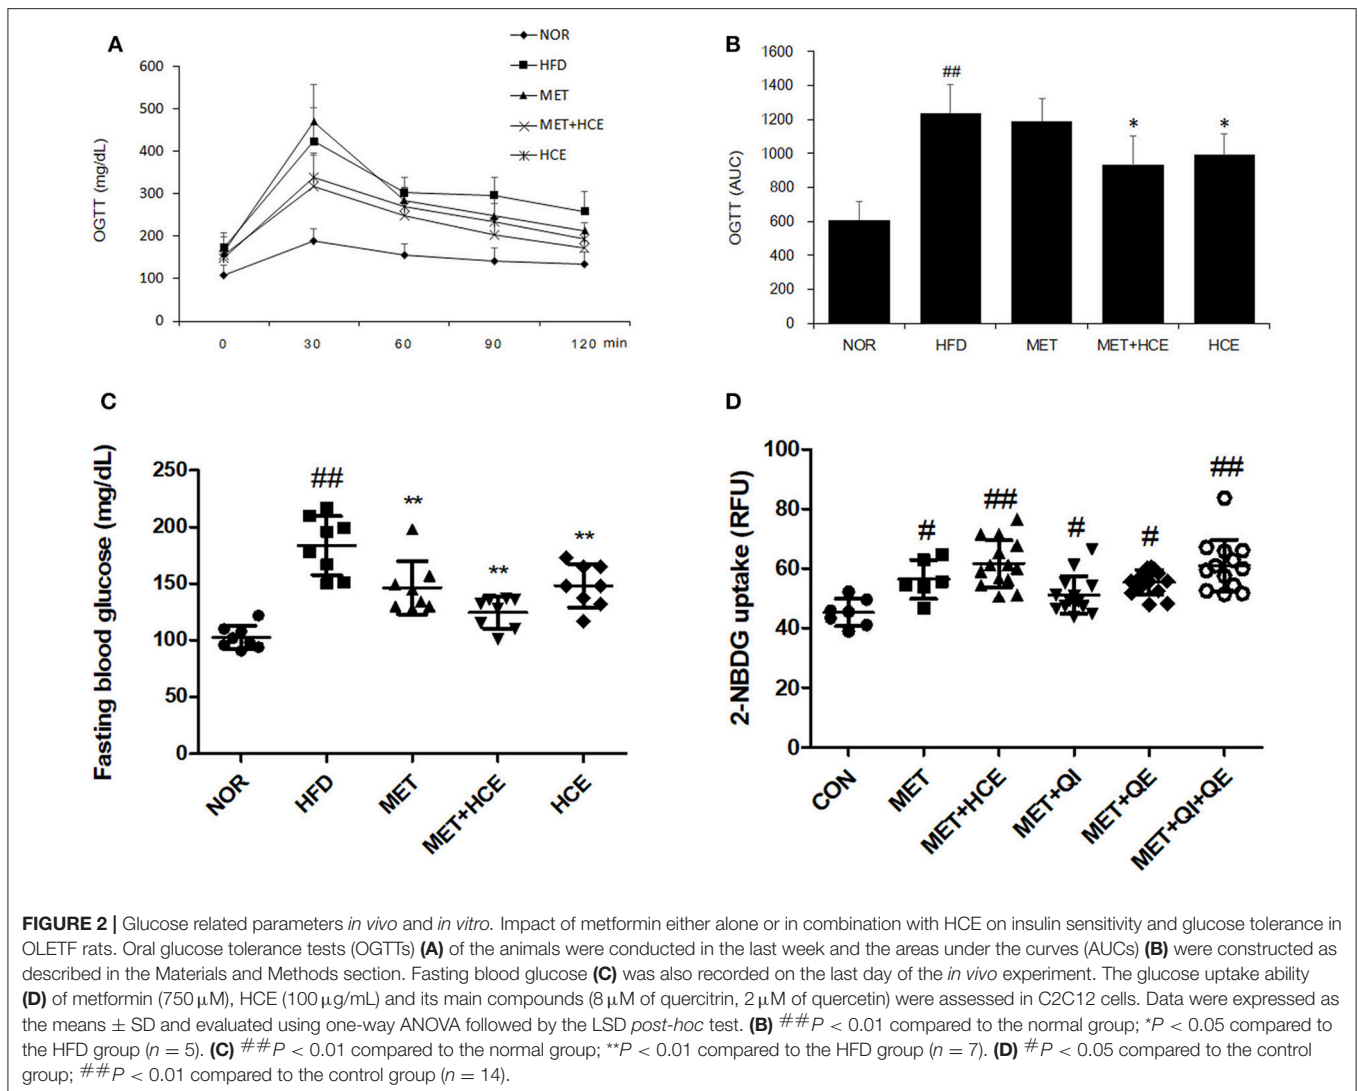 A
NOR
HFD
MET
MET+HCE
HCE
OGTT (mg/dL)
600
500
400
300
200
100
0
0 30 60 90 120 min
B
OGTT (AUC)
1600
1400
1200
1000
800
600
400
200
0
##
*
*
NOR HFD MET MET+HCE HCE
C
Fasting blood glucose (mg/dL)
250
200
150
100
50
0
##
**
**
**
NOR HFD MET MET+HCE HCE
D
2-NBDG uptake (RFU)
100
80
60
40
20
0
#
##
#
#
##
CON MET MET+HCE MET+QI MET+QE MET+QI+QE
FIGURE 2 | Glucose related parameters in vivo and in vitro. Impact of metformin either alone or in combination with HCE on insulin sensitivity and glucose tolerance in
OLETF rats. Oral glucose tolerance tests (OGTTs) (A) of the animals were conducted in the last week and the areas under the curves (AUCs) (B) were constructed as
described in the Materials and Methods section. Fasting blood glucose (C) was also recorded on the last day of the in vivo experiment. The glucose uptake ability
(D) of metformin (750 μM), HCE (100 μg/mL) and its main compounds (8 μM of quercitrin, 2 μM of quercetin) were assessed in C2C12 cells. Data were expressed as
the means ± SD and evaluated using one-way ANOVA followed by the LSD post-hoc test. (B) ##P < 0.01 compared to the normal group; *P < 0.05 compared to
the HFD group (n = 5). (C) ##P < 0.01 compared to the normal group; **P < 0.01 compared to the HFD group (n = 7). (D) #P < 0.05 compared to the control
group; ##P < 0.01 compared to the control group (n = 14).